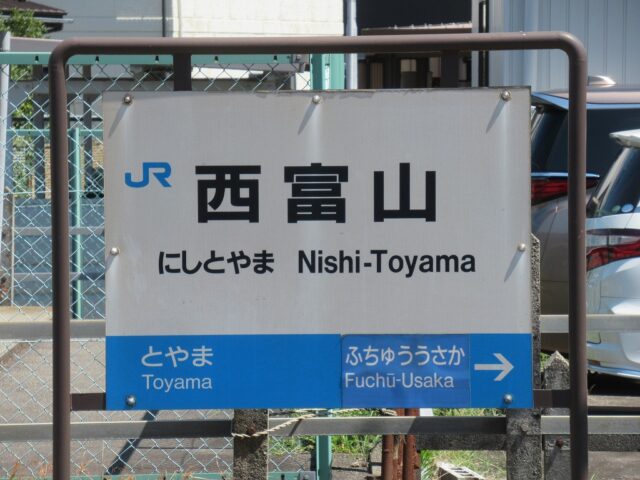 JR 西富山
にしとやま Nishi-Toyama
とやま ふちゅううさか →
Toyama Fuchū-Usaka